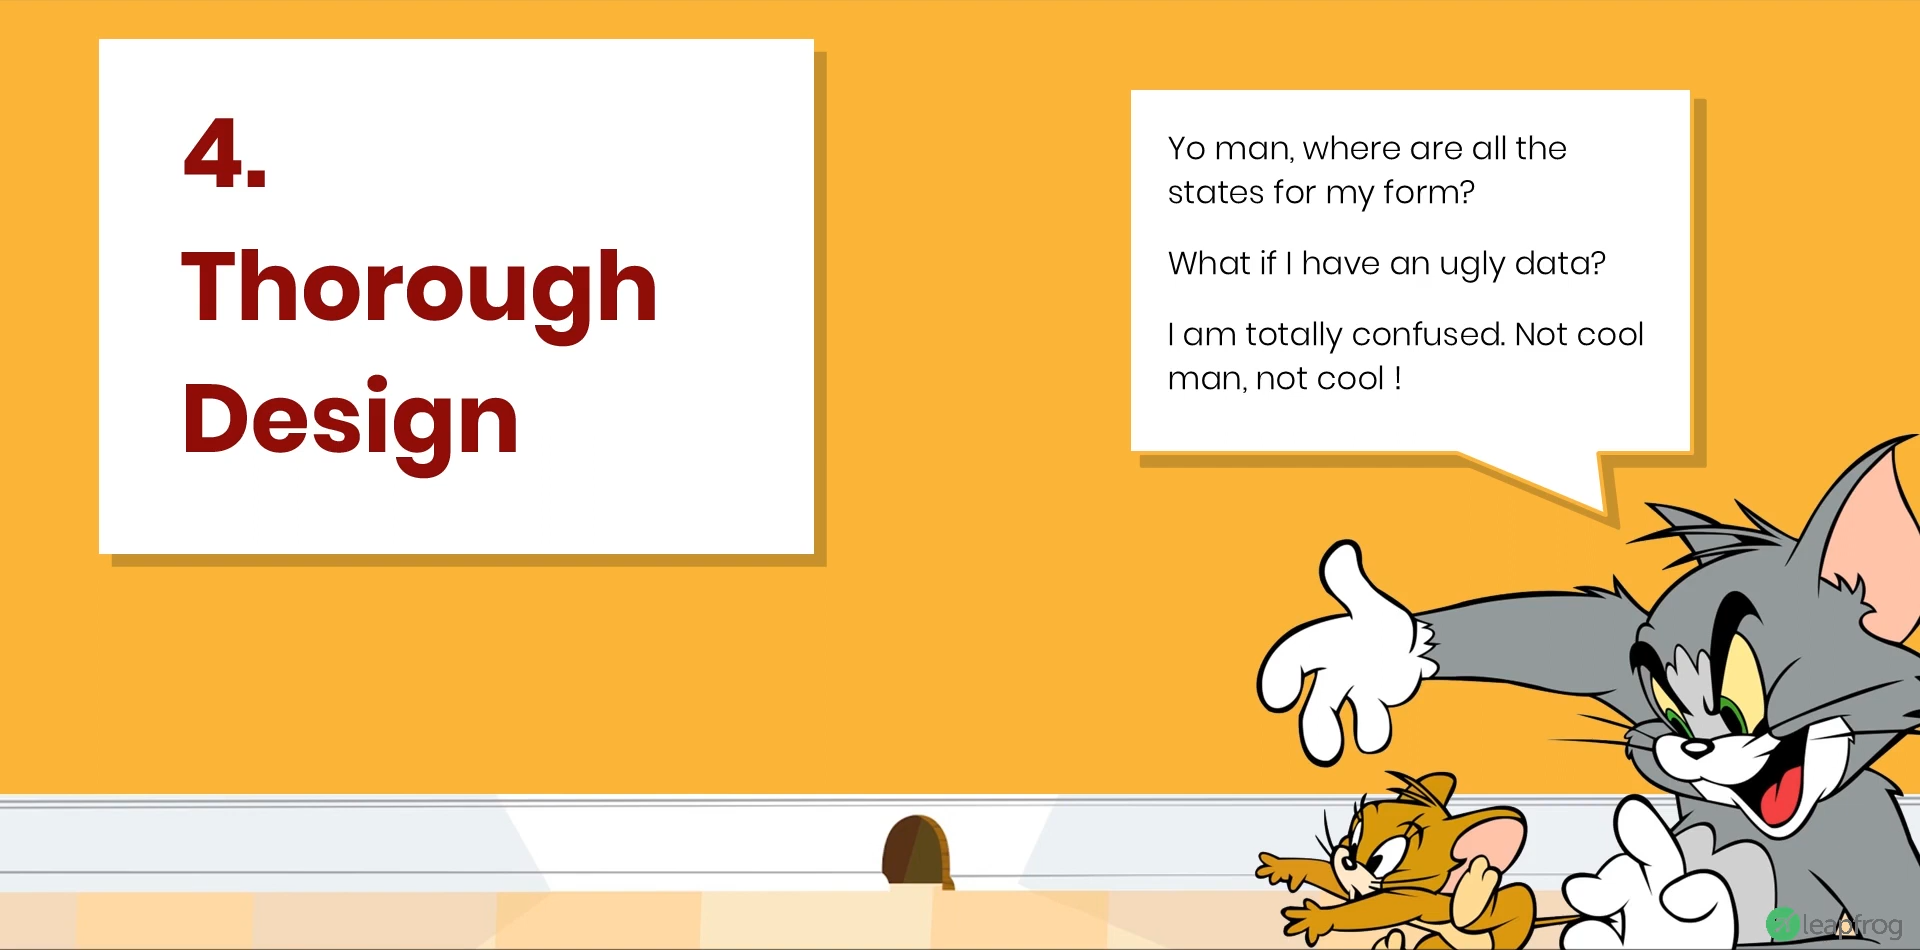 4.
Thorough
Design
Yo man, where are all the
states for my form?
What if I have an ugly data?
I am totally confused. Not cool
man, not cool !
leapfrog